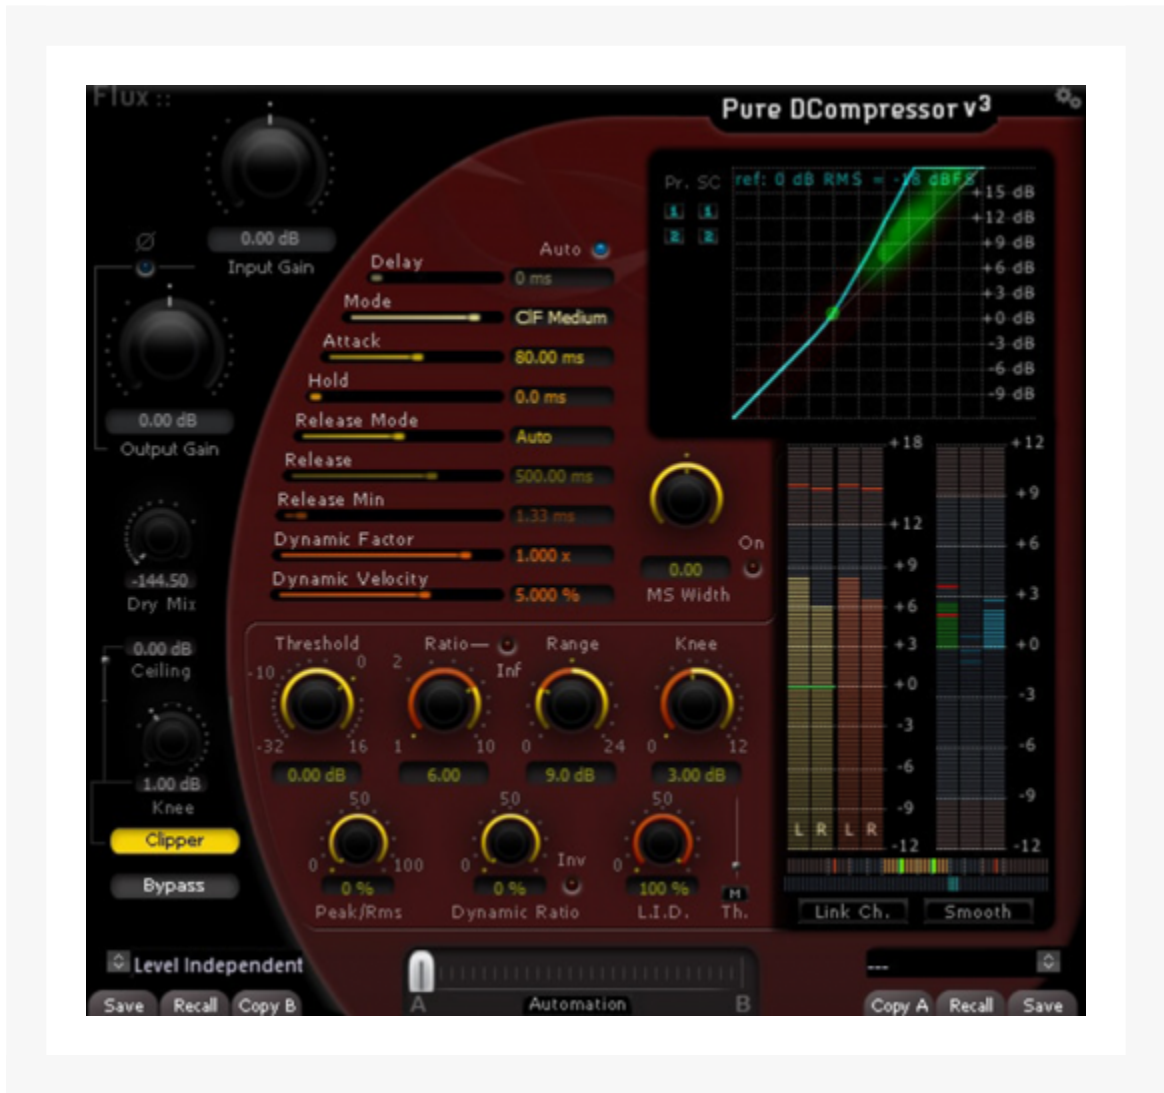 Flux ::
Pure DCompressor v3
0.00 dB
Input Gain
Ø
0.00 dB
Output Gain
-144.50
Dry Mix
0.00 dB
Ceiling
1.00 dB
Knee
Clipper
Bypass
Auto
Delay
0 ms
Mode
ClF Medium
Attack
80.00 ms
Hold
0.0 ms
Release Mode
Auto
Release
500.00 ms
Release Min
1.33 ms
Dynamic Factor
1.000 x
Dynamic Velocity
5.000 %
0.00
On
MS Width
Pr. SC
1 1
2 2
ref: 0 dB RMS = -18 dBFS
+15 dB
+12 dB
+9 dB
+6 dB
+3 dB
+0 dB
-3 dB
-6 dB
-9 dB
Threshold
-10 0
-32 16
0.00 dB
Ratio
Inf
2
1 10
6.00
Range
0 24
9.0 dB
Knee
0 12
3.00 dB
50
0 100
0 %
Peak/Rms
50
0
Inv
0 %
Dynamic Ratio
50
0
100 %
L.I.D.
M
Th.
+18
+12
+9
+6
+3
+0
-3
-6
-9
-12
L R L R
+12
+9
+6
+3
+0
-3
-6
-9
-12
Link Ch.
Smooth
Level Independent
Save Recall Copy B
A Automation B
---
Copy A Recall Save